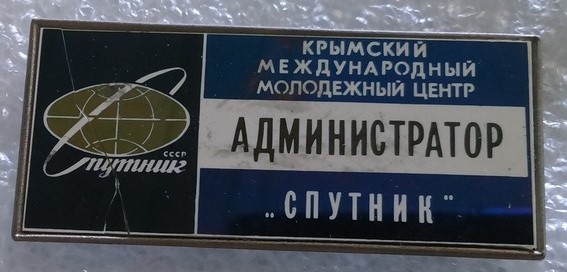 СССР
Спутник
КРЫМСКИЙ
МЕЖДУНАРОДНЫЙ
МОЛОДЕЖНЫЙ ЦЕНТР
АДМИНИСТРАТОР
„СПУТНИК"